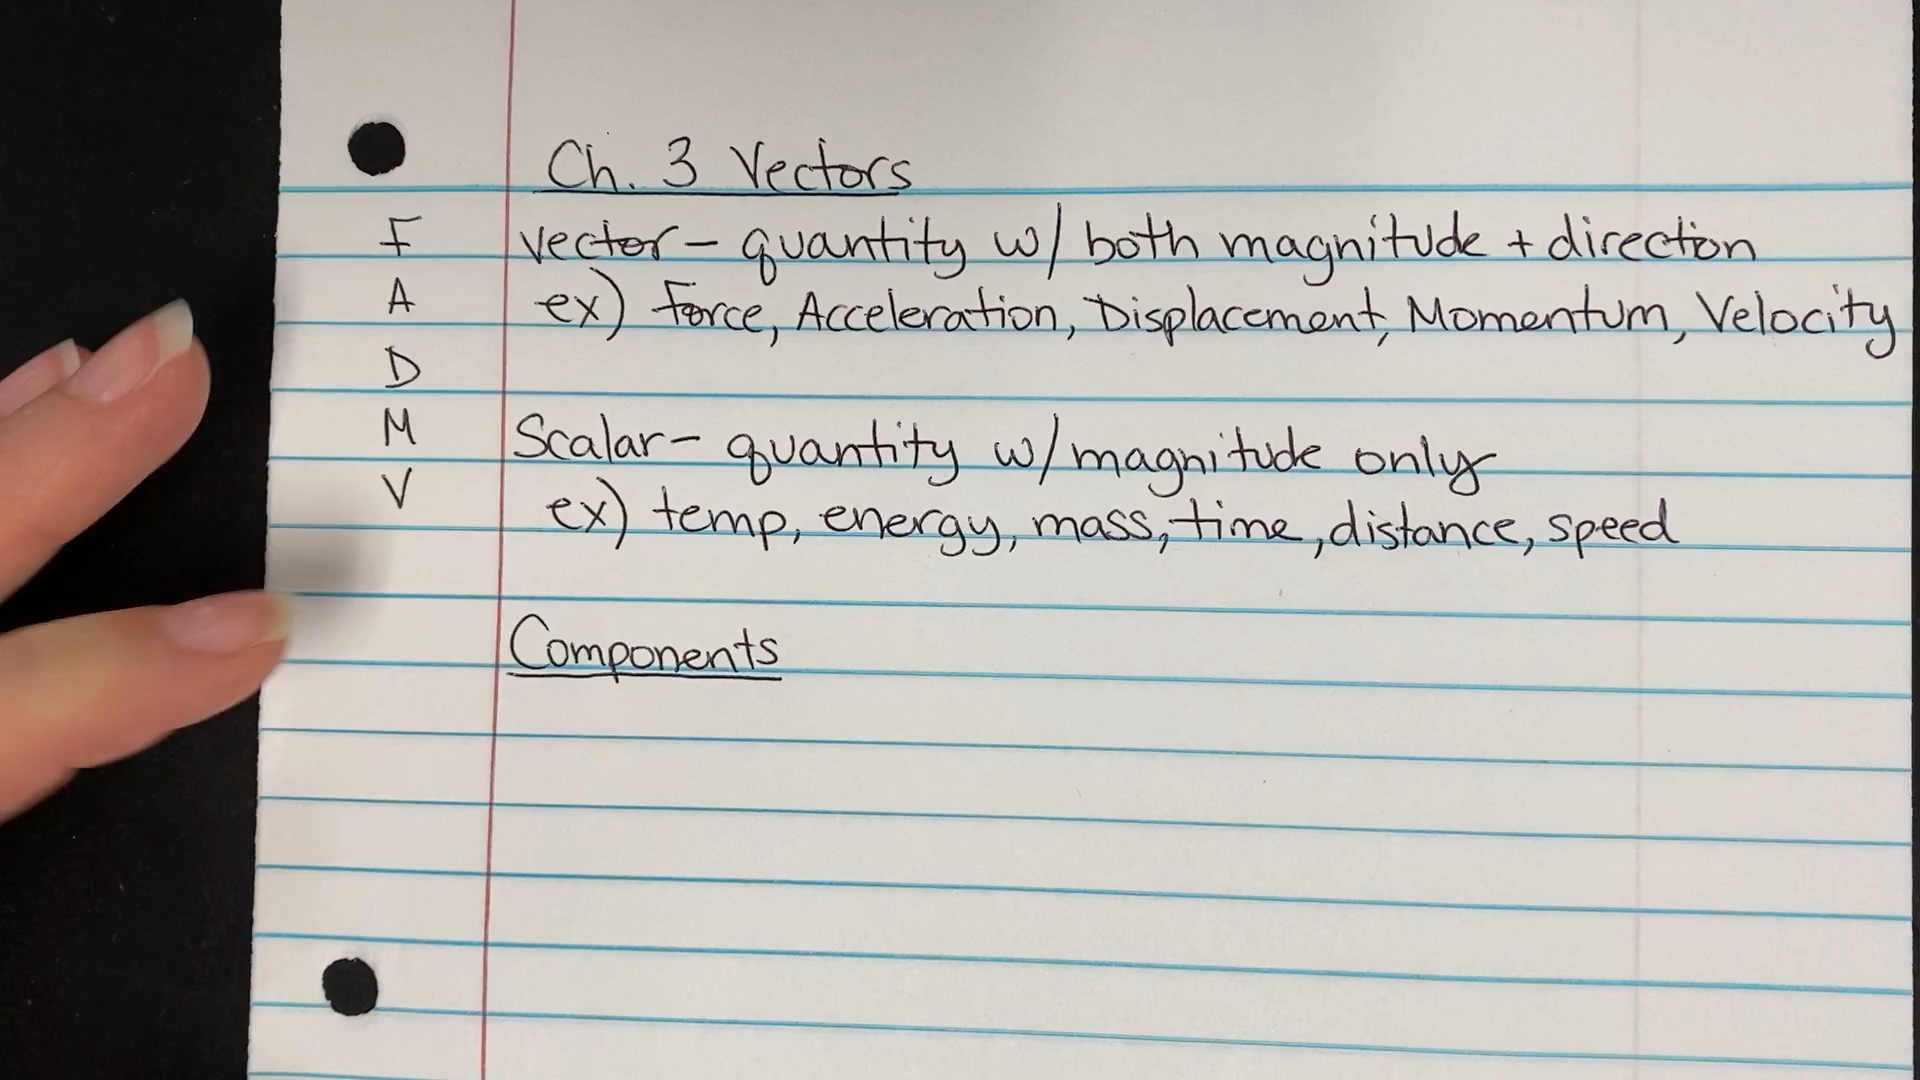 Ch. 3 Vectors
F
vector - quantity w/ both magnitude + direction
A
ex) Force, Acceleration, Displacement, Momentum, Velocity
D
M
Scalar - quantity w/ magnitude only
V
ex) temp, energy, mass, time, distance, speed
Components